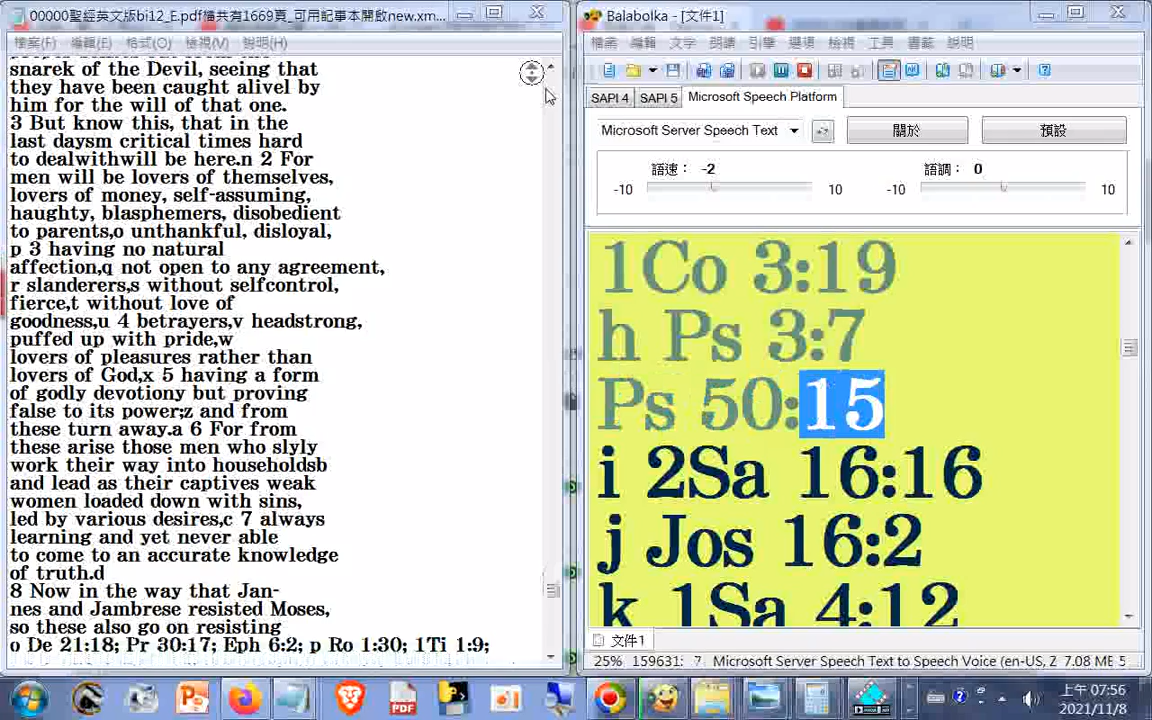 00000聖經英文版bi12_E.pdf檔共有1669頁_可用記事本開啟new.xm...
檔案(F) 編輯(E) 格式(O) 檢視(V) 說明(H)
snarek of the Devil, seeing that
they have been caught alivel by
him for the will of that one.
3 But know this, that in the
last daysm critical times hard
to dealwithwill be here.n 2 For
men will be lovers of themselves,
lovers of money, self-assuming,
haughty, blasphemers, disobedient
to parents,o unthankful, disloyal,
p 3 having no natural
affection,q not open to any agreement,
r slanderers,s without selfcontrol,
fierce,t without love of
goodness,u 4 betrayers,v headstrong,
puffed up with pride,w
lovers of pleasures rather than
lovers of God,x 5 having a form
of godly devotiony but proving
false to its power;z and from
these turn away.a 6 For from
these arise those men who slyly
work their way into householdsb
and lead as their captives weak
women loaded down with sins,
led by various desires,c 7 always
learning and yet never able
to come to an accurate knowledge
of truth.d
8 Now in the way that Jan-
nes and Jambrese resisted Moses,
so these also go on resisting
o De 21:18; Pr 30:17; Eph 6:2; p Ro 1:30; 1Ti 1:9;
Balabolka - [文件1]
檔案 編輯 文字 朗讀 引擎 選項 檢視 工具 書籤 說明
SAPI 4 SAPI 5 Microsoft Speech Platform
Microsoft Server Speech Text 關於 預設
語速： -2 語調： 0
-10 10 -10 10
1Co 3:19
h Ps 3:7
Ps 50:15
i 2Sa 16:16
j Jos 16:2
k 1Sa 4:12
文件1
25% 159631: 7 Microsoft Server Speech Text to Speech Voice (en-US, Z 7.08 MB 5
PDF
上午 07:56
2021/11/8